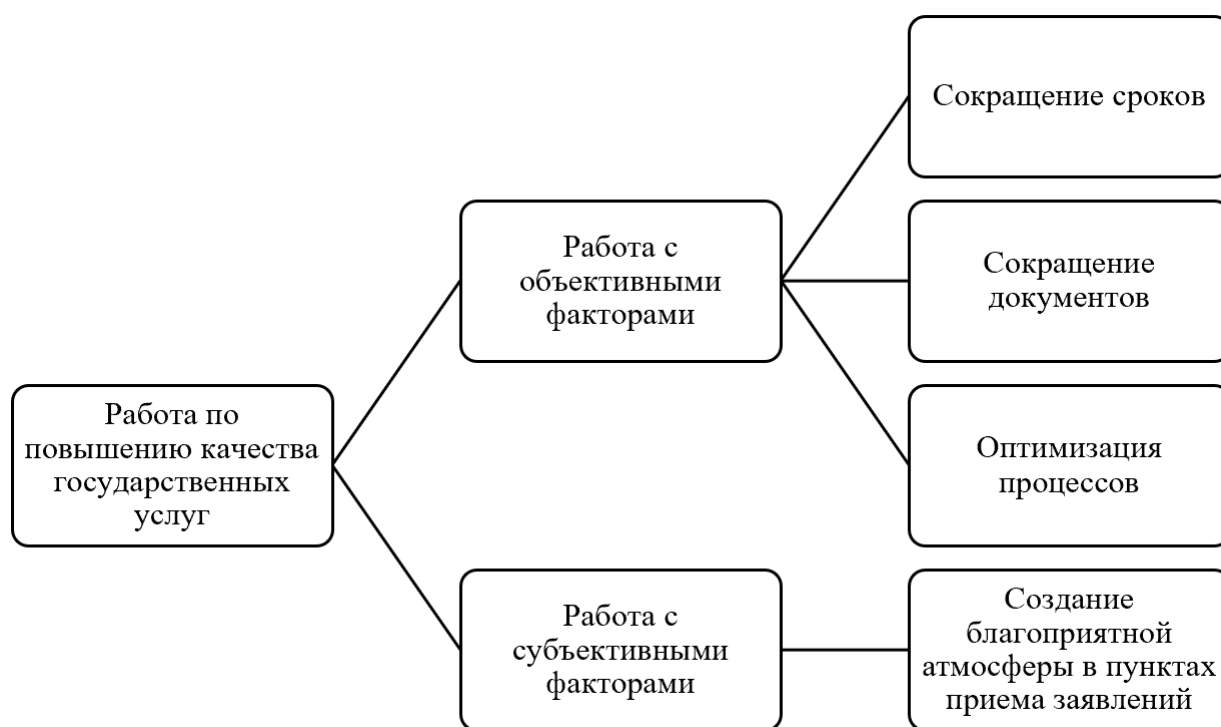 Работа по
повышению качества
государственных
услуг
Работа с
объективными
факторами
Сокращение сроков
Сокращение
документов
Оптимизация
процессов
Работа с
субъективными
факторами
Создание
благоприятной
атмосферы в пунктах
приема заявлений